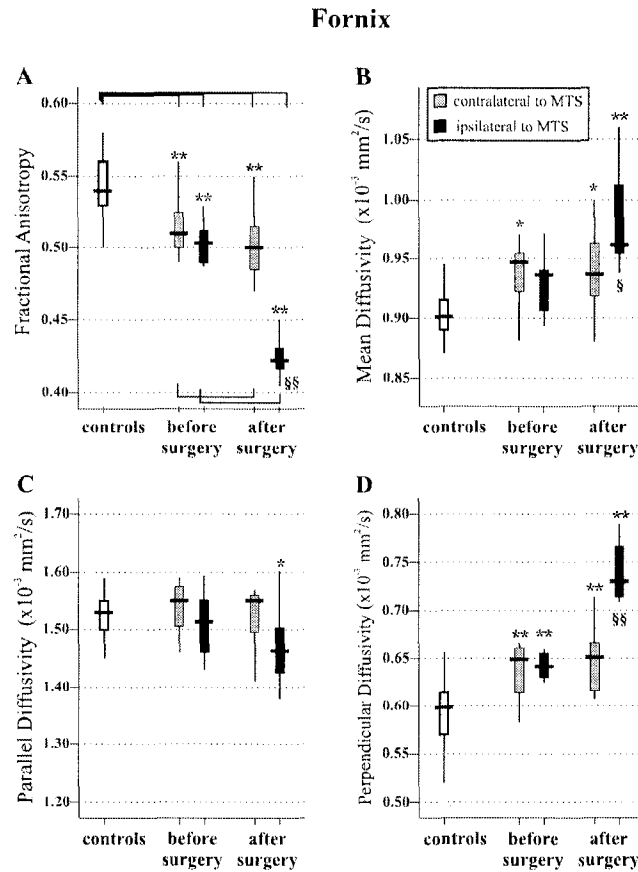 Fornix
A
Fractional Anisotropy
0.60
0.55
0.50
0.45
0.40
**
**
**
**
§§
controls
before
surgery
after
surgery
B
contralateral to MTS
ipsilateral to MTS
Mean Diffusivity (x10⁻³ mm²/s)
1.05
1.00
0.95
0.90
0.85
*
*
§
controls
before
surgery
after
surgery
C
Parallel Diffusivity (x10⁻³ mm²/s)
1.70
1.60
1.50
1.40
1.30
1.20
*
controls
before
surgery
after
surgery
D
Perpendicular Diffusivity (x10⁻³ mm²/s)
0.80
0.75
0.70
0.65
0.60
0.50
**
**
**
**
§§
controls
before
surgery
after
surgery